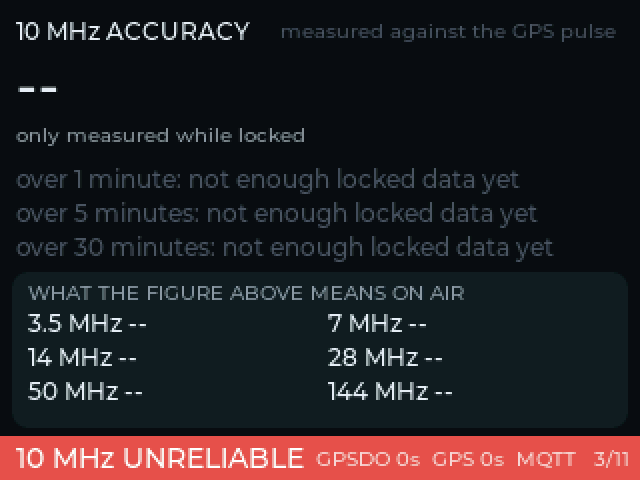 10 MHz ACCURACY measured against the GPS pulse
--
only measured while locked
over 1 minute: not enough locked data yet
over 5 minutes: not enough locked data yet
over 30 minutes: not enough locked data yet
WHAT THE FIGURE ABOVE MEANS ON AIR
3.5 MHz -- 7 MHz --
14 MHz -- 28 MHz --
50 MHz -- 144 MHz --
10 MHz UNRELIABLE GPSDO 0s GPS 0s MQTT 3/11